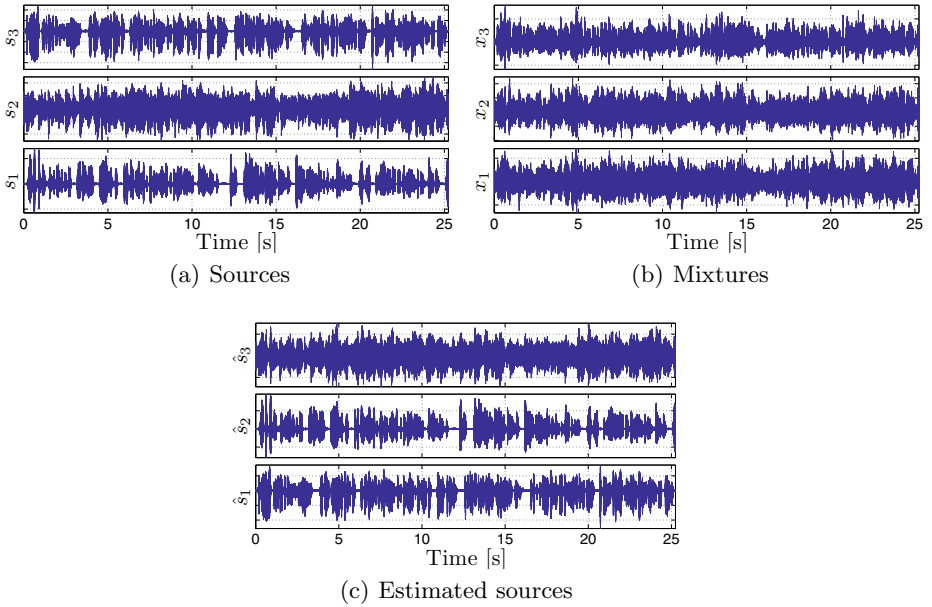 s₃
s₂
s₁
0 5 10 15 20 25
Time [s]
(a) Sources
x₃
x₂
x₁
0 5 10 15 20 25
Time [s]
(b) Mixtures
ŝ₃
ŝ₂
ŝ₁
0 5 10 15 20 25
Time [s]
(c) Estimated sources